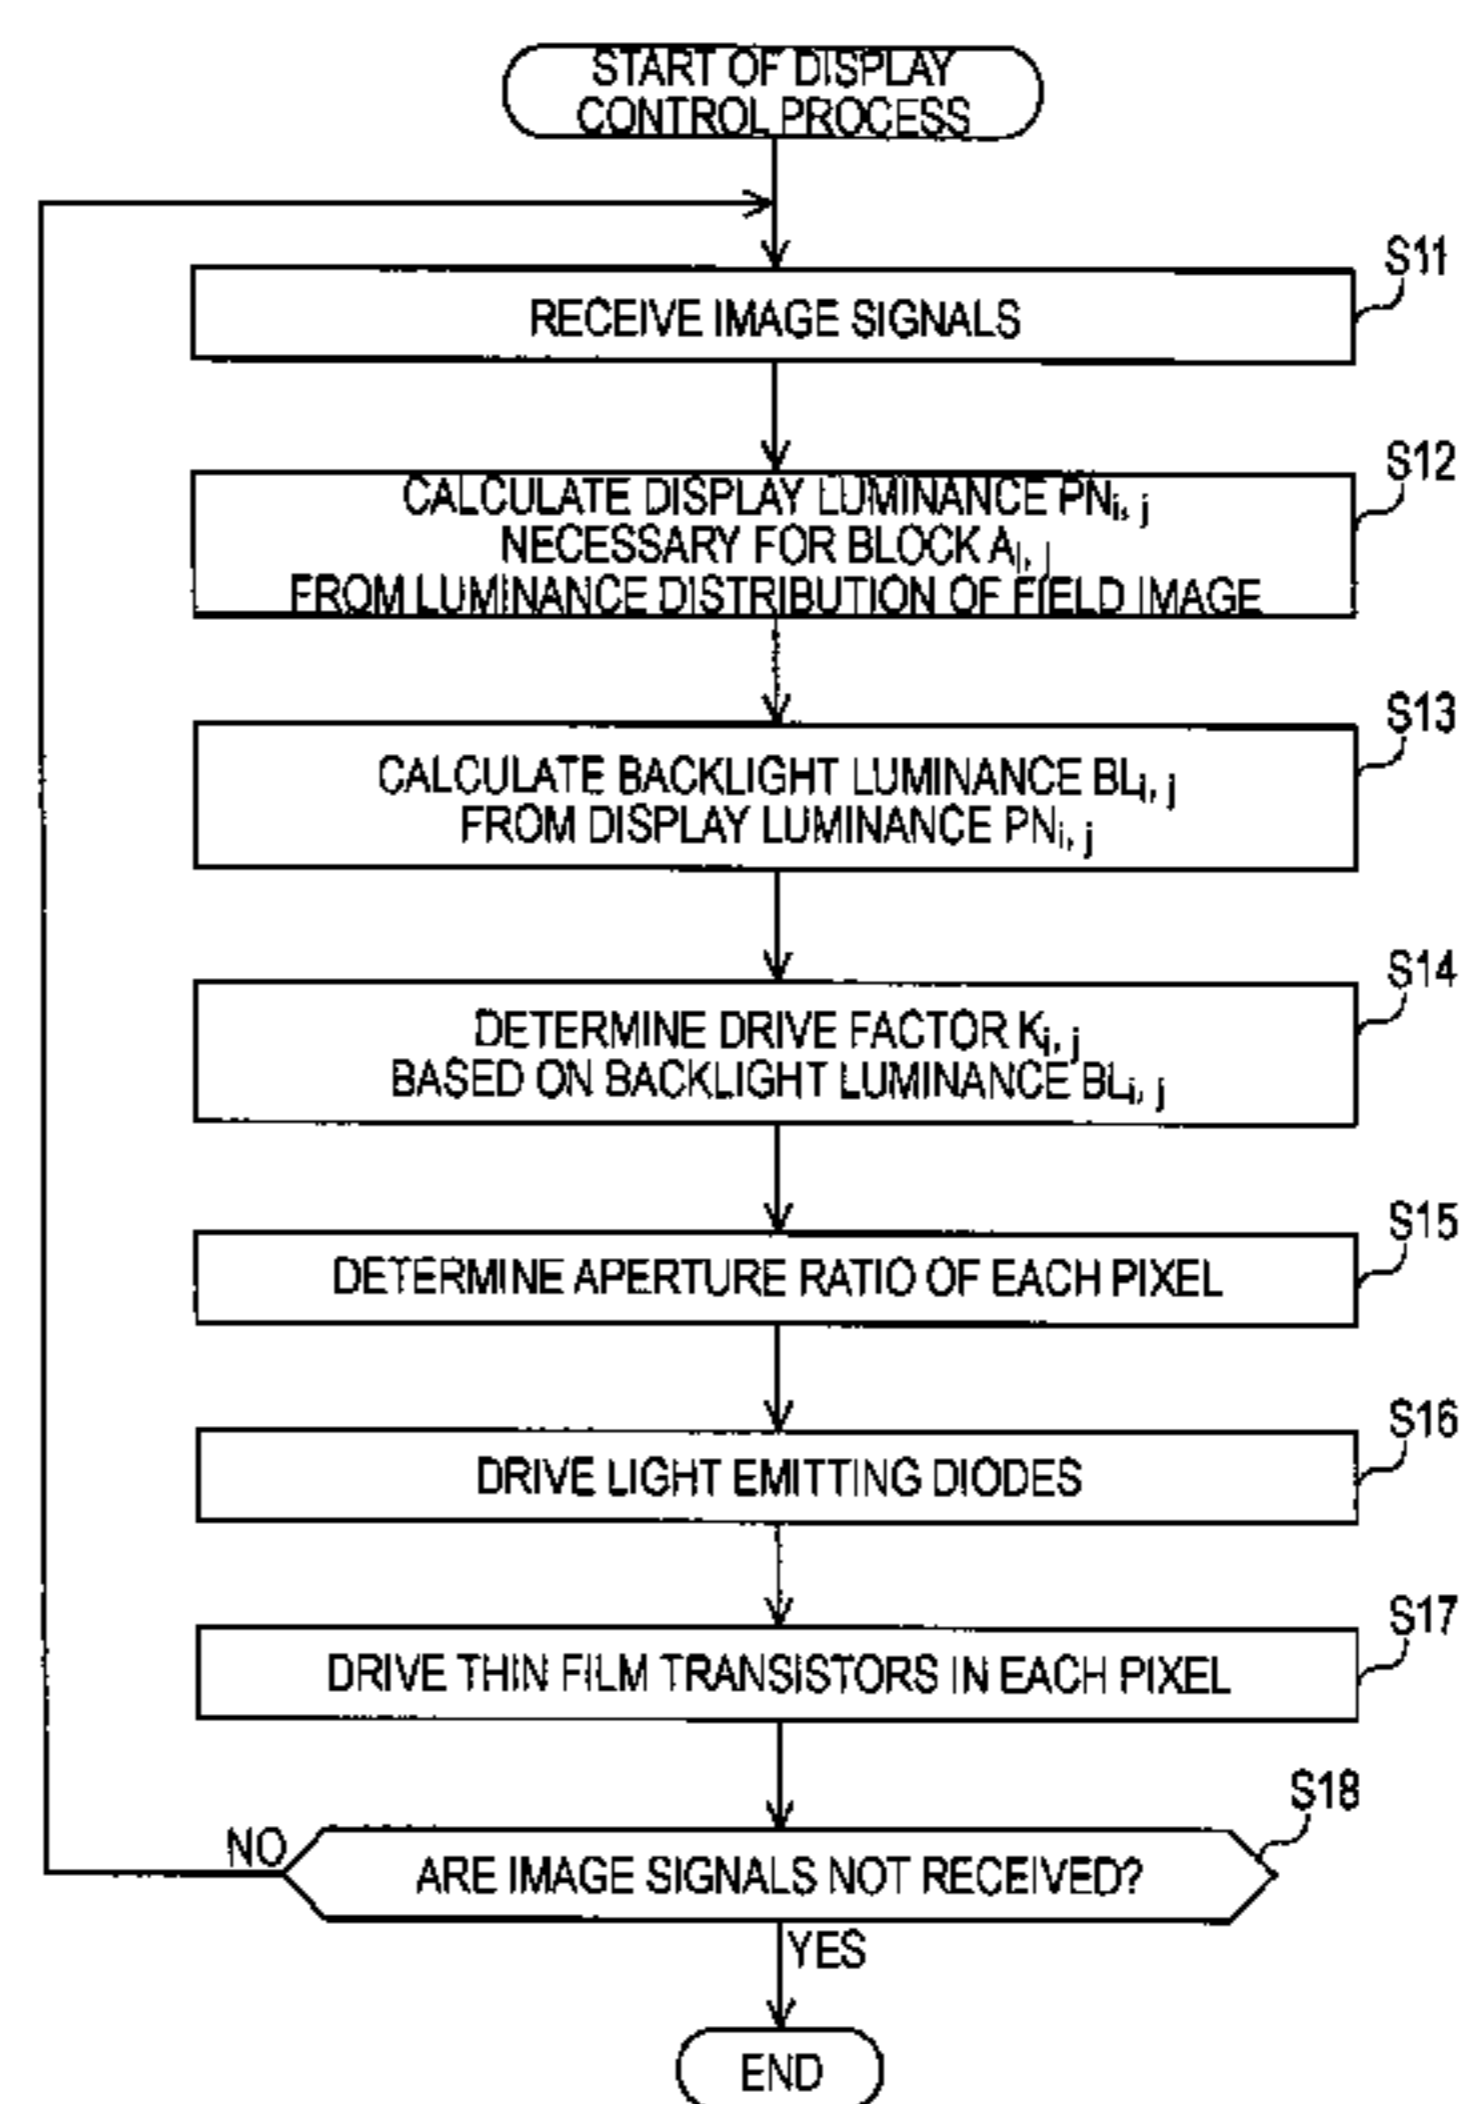 START OF DISPLAY
CONTROL PROCESS
S11
RECEIVE IMAGE SIGNALS
S12
CALCULATE DISPLAY LUMINANCE PNi, j
NECESSARY FOR BLOCK Ai, j
FROM LUMINANCE DISTRIBUTION OF FIELD IMAGE
S13
CALCULATE BACKLIGHT LUMINANCE BLi, j
FROM DISPLAY LUMINANCE PNi, j
S14
DETERMINE DRIVE FACTOR Ki, j
BASED ON BACKLIGHT LUMINANCE BLi, j
S15
DETERMINE APERTURE RATIO OF EACH PIXEL
S16
DRIVE LIGHT EMITTING DIODES
S17
DRIVE THIN FILM TRANSISTORS IN EACH PIXEL
S18
NO
ARE IMAGE SIGNALS NOT RECEIVED?
YES
END